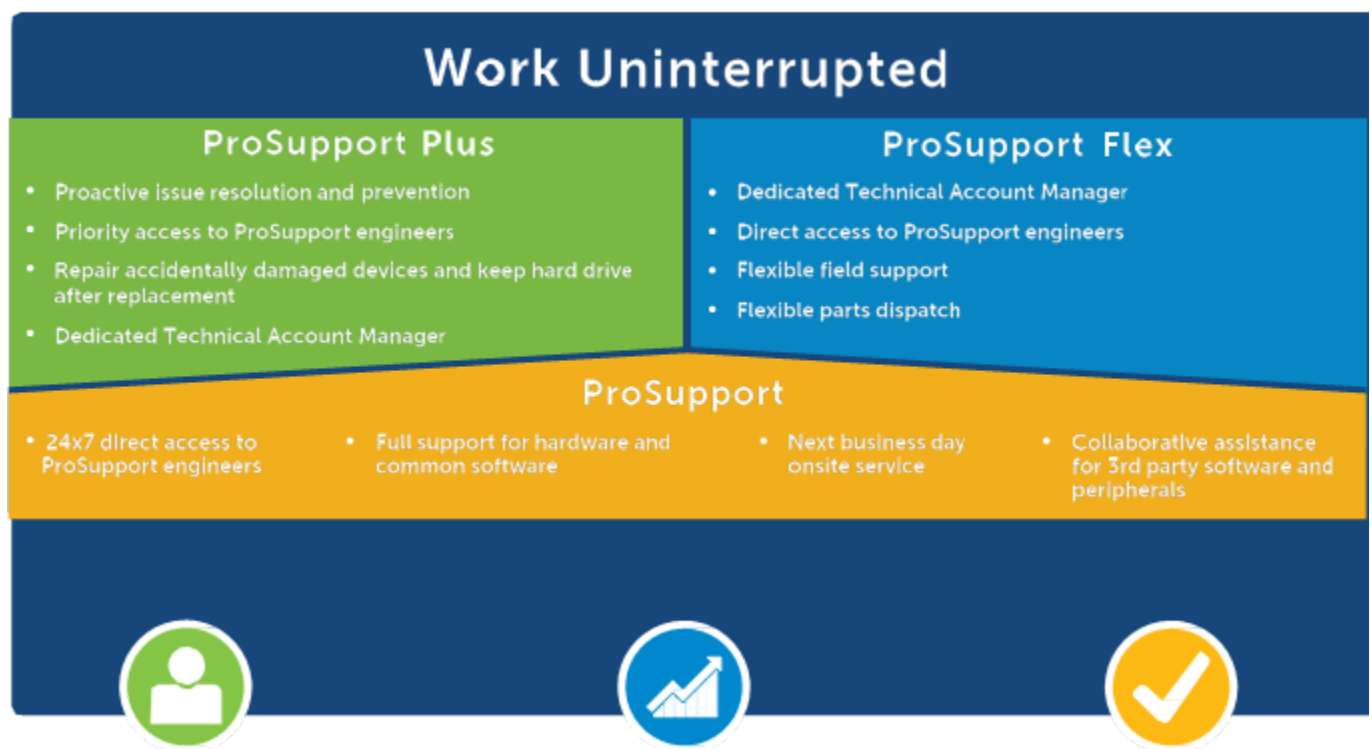 Work Uninterrupted
ProSupport Plus
• Proactive issue resolution and prevention
• Priority access to ProSupport engineers
• Repair accidentally damaged devices and keep hard drive
after replacement
• Dedicated Technical Account Manager
ProSupport Flex
• Dedicated Technical Account Manager
• Direct access to ProSupport engineers
• Flexible field support
• Flexible parts dispatch
ProSupport
• 24x7 direct access to
ProSupport engineers
• Full support for hardware and
common software
• Next business day
onsite service
• Collaborative assistance
for 3rd party software and
peripherals